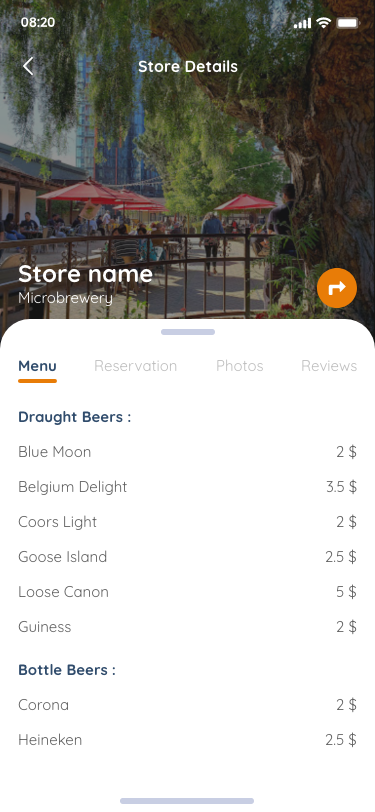 08:20
Store Details
Store name
Microbrewery
Menu Reservation Photos Reviews
Draught Beers :
Blue Moon 2 $
Belgium Delight 3.5 $
Coors Light 2 $
Goose Island 2.5 $
Loose Canon 5 $
Guiness 2 $
Bottle Beers :
Corona 2 $
Heineken 2.5 $